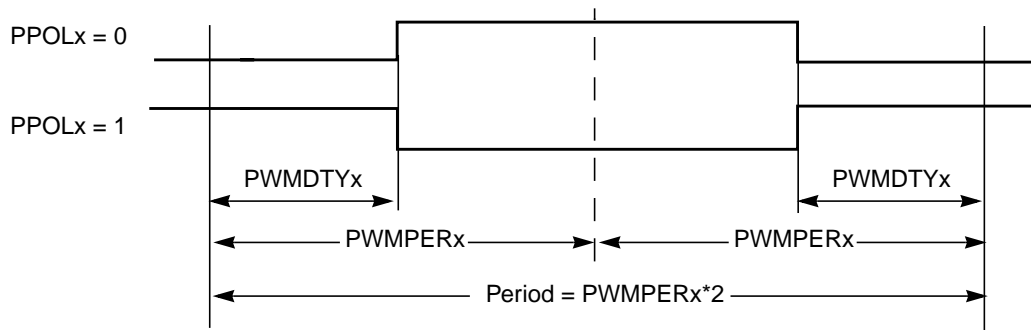 PPOLx = 0
PPOLx = 1
PWMDTYx
PWMDTYx
PWMPERx
PWMPERx
Period = PWMPERx*2